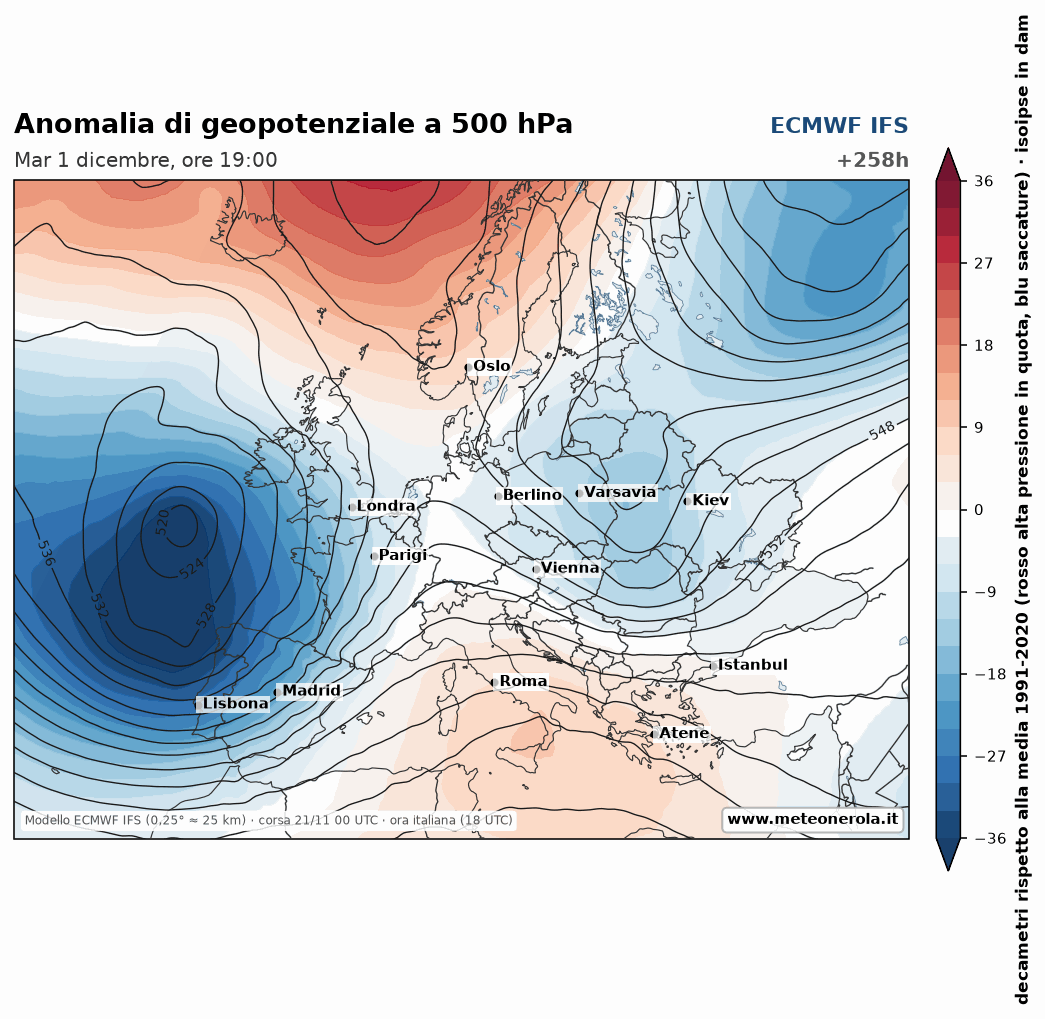 Anomalia di geopotenziale a 500 hPa
ECMWF IFS
Mar 1 dicembre, ore 19:00
+258h
Oslo
548
Londra
Berlino
Varsavia
Kiev
520
536
552
Parigi
524
Vienna
532
528
Istanbul
Roma
Madrid
Lisbona
Atene
Modello ECMWF IFS (0,25° ≈ 25 km) · corsa 21/11 00 UTC · ora italiana (18 UTC)
www.meteonerola.it
36
27
18
9
0
−9
−18
−27
−36
decametri rispetto alla media 1991-2020 (rosso alta pressione in quota, blu saccature) · isoipse in dam